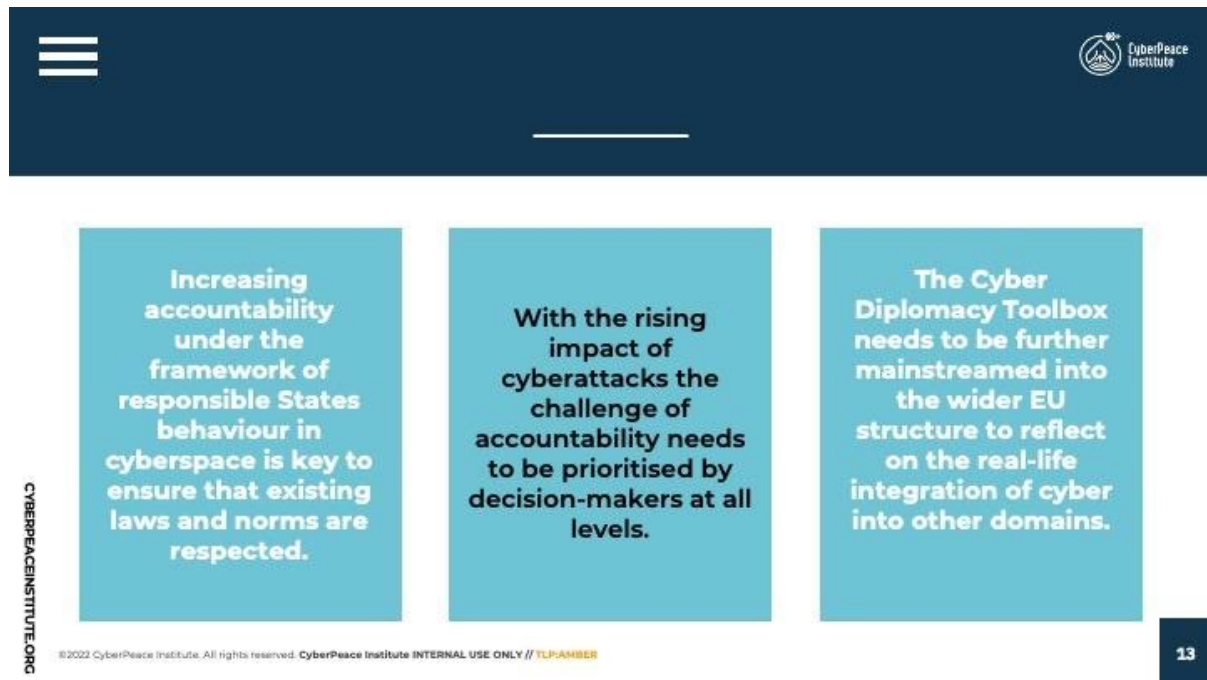 CyberPeace
Institute
Increasing
accountability
under the
framework of
responsible States
behaviour in
cyberspace is key to
ensure that existing
laws and norms are
respected.
With the rising
impact of
cyberattacks the
challenge of
accountability needs
to be prioritised by
decision-makers at all
levels.
The Cyber
Diplomacy Toolbox
needs to be further
mainstreamed into
the wider EU
structure to reflect
on the real-life
integration of cyber
into other domains.
CYBERPEACEINSTITUTE.ORG
©2022 CyberPeace Institute. All rights reserved. CyberPeace Institute INTERNAL USE ONLY // TLP:AMBER
13